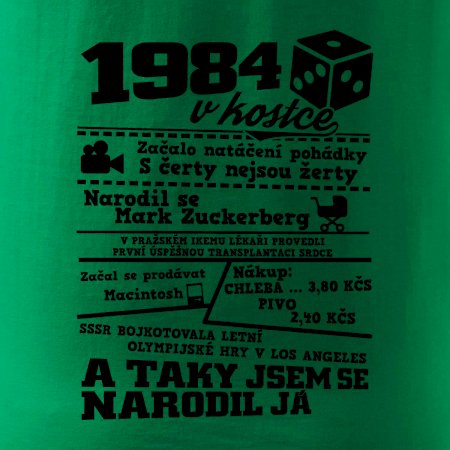 1984
v kostce
Začalo natáčení pohádky
S čerty nejsou žerty
Narodil se
Mark Zuckerberg
V PRAŽSKÉM IKEMU LÉKAŘI PROVEDLI
PRVNÍ ÚSPĚŠNOU TRANSPLANTACI SRDCE
Začal se prodávat
Macintosh
Nákup:
CHLEBA ... 3,80 KČS
PIVO
2,40 KČS
SSSR BOJKOTOVALA LETNÍ
OLYMPIJSKÉ HRY V LOS ANGELES
A TAKY JSEM SE
NARODIL JÁ